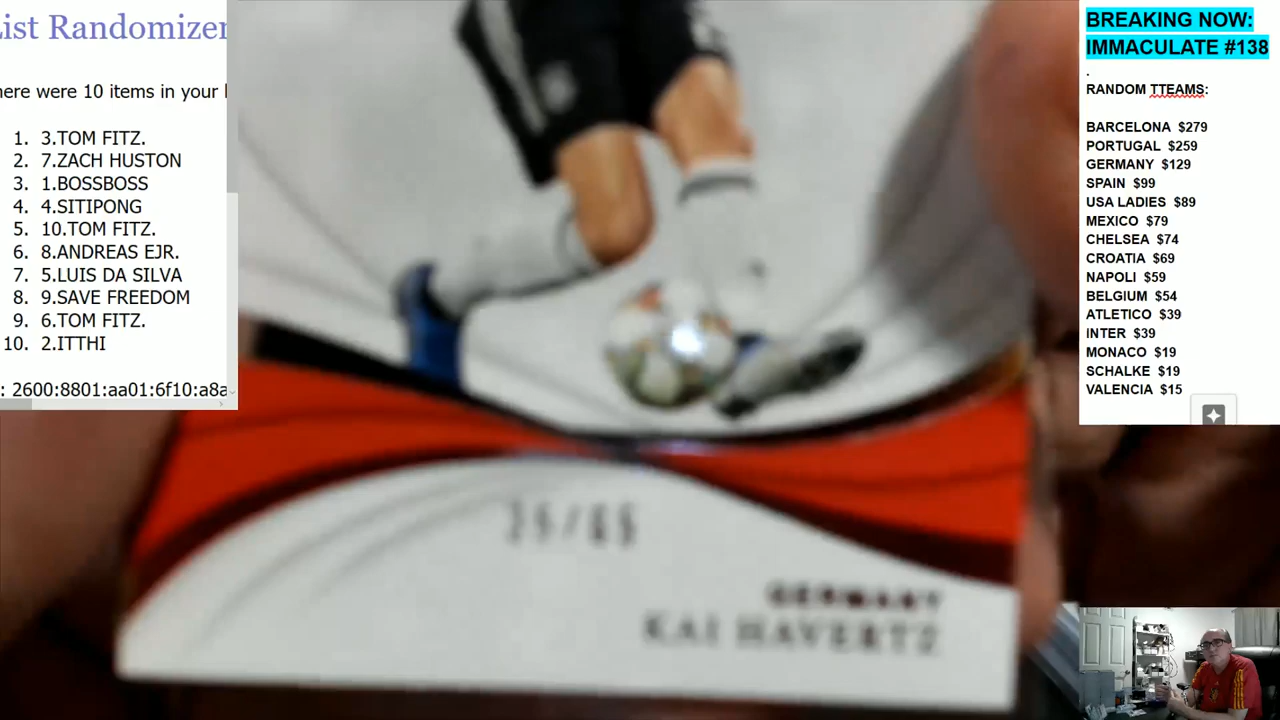 List Randomizer
here were 10 items in your l
1. 3.TOM FITZ.
2. 7.ZACH HUSTON
3. 1.BOSSBOSS
4. 4.SITIPONG
5. 10.TOM FITZ.
6. 8.ANDREAS EJR.
7. 5.LUIS DA SILVA
8. 9.SAVE FREEDOM
9. 6.TOM FITZ.
10. 2.ITTHI
: 2600:8801:aa01:6f10:a8a
GERMANY
KAI HAVERTZ
BREAKING NOW:
IMMACULATE #138
.
RANDOM TTEAMS:
BARCELONA $279
PORTUGAL $259
GERMANY $129
SPAIN $99
USA LADIES $89
MEXICO $79
CHELSEA $74
CROATIA $69
NAPOLI $59
BELGIUM $54
ATLETICO $39
INTER $39
MONACO $19
SCHALKE $19
VALENCIA $15